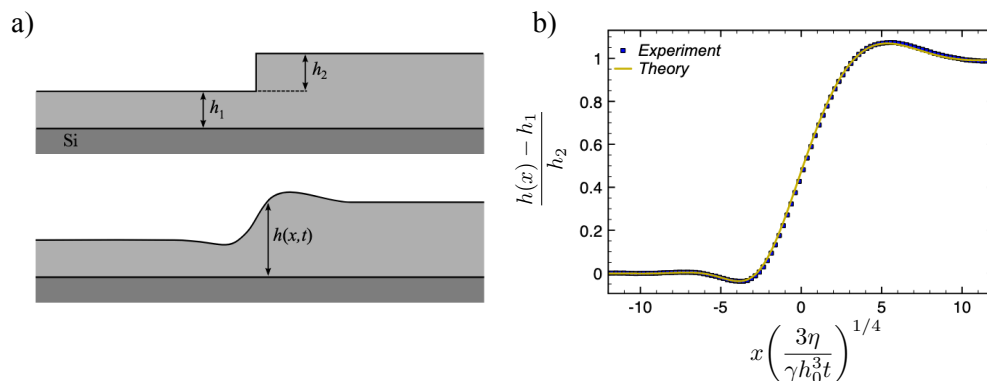 a)
h₂
h₁
Si
h(x,t)
b)
Experiment
Theory
(h(x) − h₁)/h₂
1
0.8
0.6
0.4
0.2
0
-10 -5 0 5 10
x(3η/γh₀³t)^{1/4}